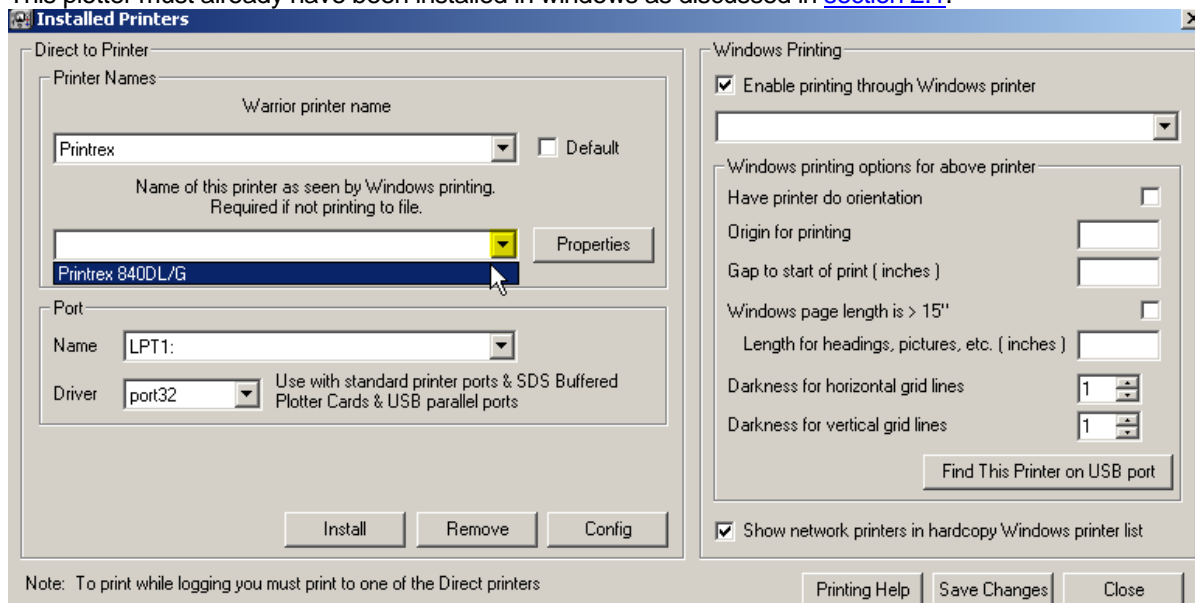 This plotter must already have been installed in windows as discussed in section 2.1.
Installed Printers
Direct to Printer
Printer Names
Warrior printer name
Printrex
Default
Name of this printer as seen by Windows printing.
Required if not printing to file.
Properties
Printrex 840DL/G
Port
Name LPT1:
Driver port32
Use with standard printer ports & SDS Buffered
Plotter Cards & USB parallel ports
Install Remove Config
Note: To print while logging you must print to one of the Direct printers
Windows Printing
Enable printing through Windows printer
Windows printing options for above printer
Have printer do orientation
Origin for printing
Gap to start of print ( inches )
Windows page length is > 15"
Length for headings, pictures, etc. ( inches )
Darkness for horizontal grid lines 1
Darkness for vertical grid lines 1
Find This Printer on USB port
Show network printers in hardcopy Windows printer list
Printing Help Save Changes Close